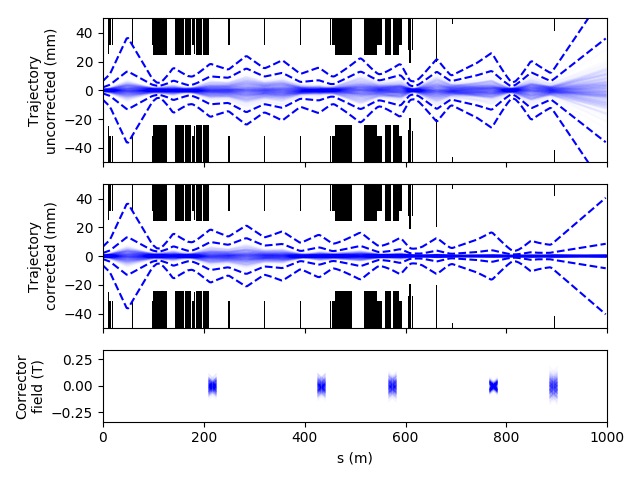 40
20
0
−20
−40
Trajectory
uncorrected (mm)
40
20
0
−20
−40
Trajectory
corrected (mm)
0.25
0.00
−0.25
Corrector
field (T)
0 200 400 600 800 1000
s (m)